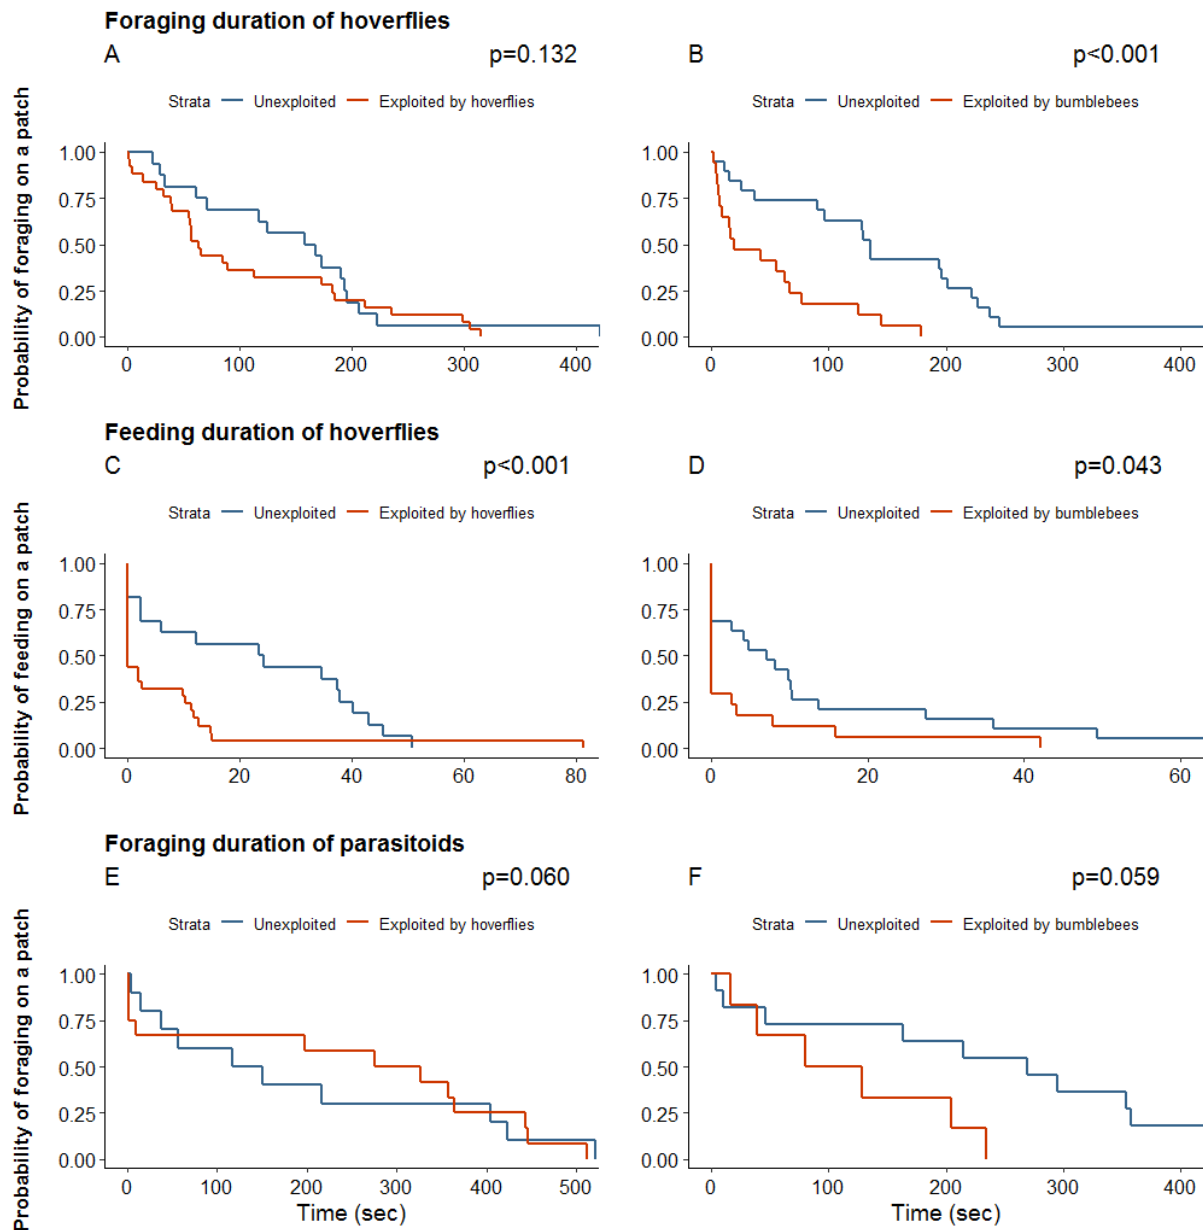 Foraging duration of hoverflies
A p=0.132
Strata Unexploited Exploited by hoverflies
Probability of foraging on a patch
1.00
0.75
0.50
0.25
0.00
0 100 200 300 400
B p<0.001
Strata Unexploited Exploited by bumblebees
1.00
0.75
0.50
0.25
0.00
0 100 200 300 400
Feeding duration of hoverflies
C p<0.001
Strata Unexploited Exploited by hoverflies
Probability of feeding on a patch
1.00
0.75
0.50
0.25
0.00
0 20 40 60 80
D p=0.043
Strata Unexploited Exploited by bumblebees
1.00
0.75
0.50
0.25
0.00
0 20 40 60
Foraging duration of parasitoids
E p=0.060
Strata Unexploited Exploited by hoverflies
Probability of foraging on a patch
1.00
0.75
0.50
0.25
0.00
0 100 200 300 400 500
Time (sec)
F p=0.059
Strata Unexploited Exploited by bumblebees
1.00
0.75
0.50
0.25
0.00
0 100 200 300 400
Time (sec)